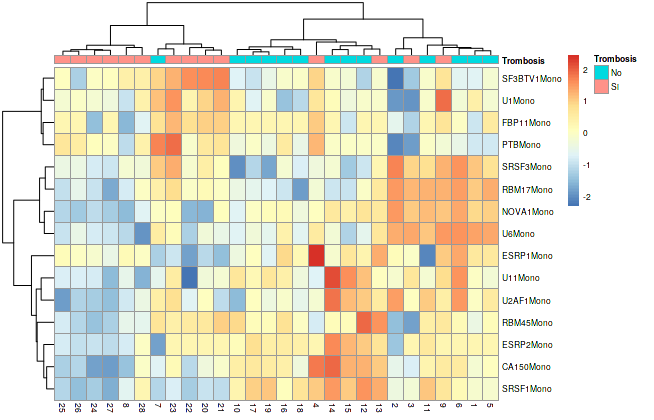 Trombosis
SF3BTV1Mono
U1Mono
FBP11Mono
PTBMono
SRSF3Mono
RBM17Mono
NOVA1Mono
U6Mono
ESRP1Mono
U11Mono
U2AF1Mono
RBM45Mono
ESRP2Mono
CA150Mono
SRSF1Mono
25 26 24 27 8 28 7 23 22 20 21 10 17 19 16 18 4 14 15 12 13 2 3 11 9 6 1 5
2
1
0
-1
-2
Trombosis
No
SI